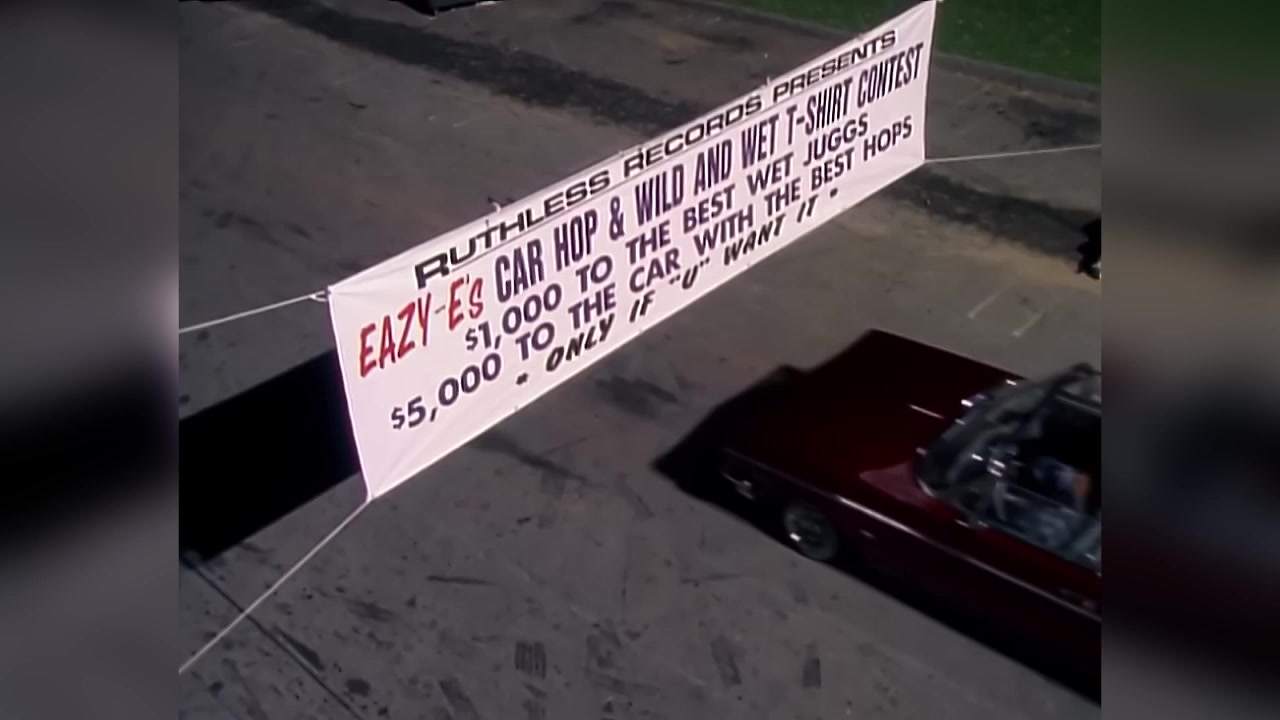 RUTHLESS RECORDS PRESENTS
EAZY-E'S CAR HOP & WILD AND WET T-SHIRT CONTEST
$1,000 TO THE BEST WET JUGGS
$5,000 TO THE CAR WITH THE BEST HOPS
* ONLY IF "U" WANT IT *